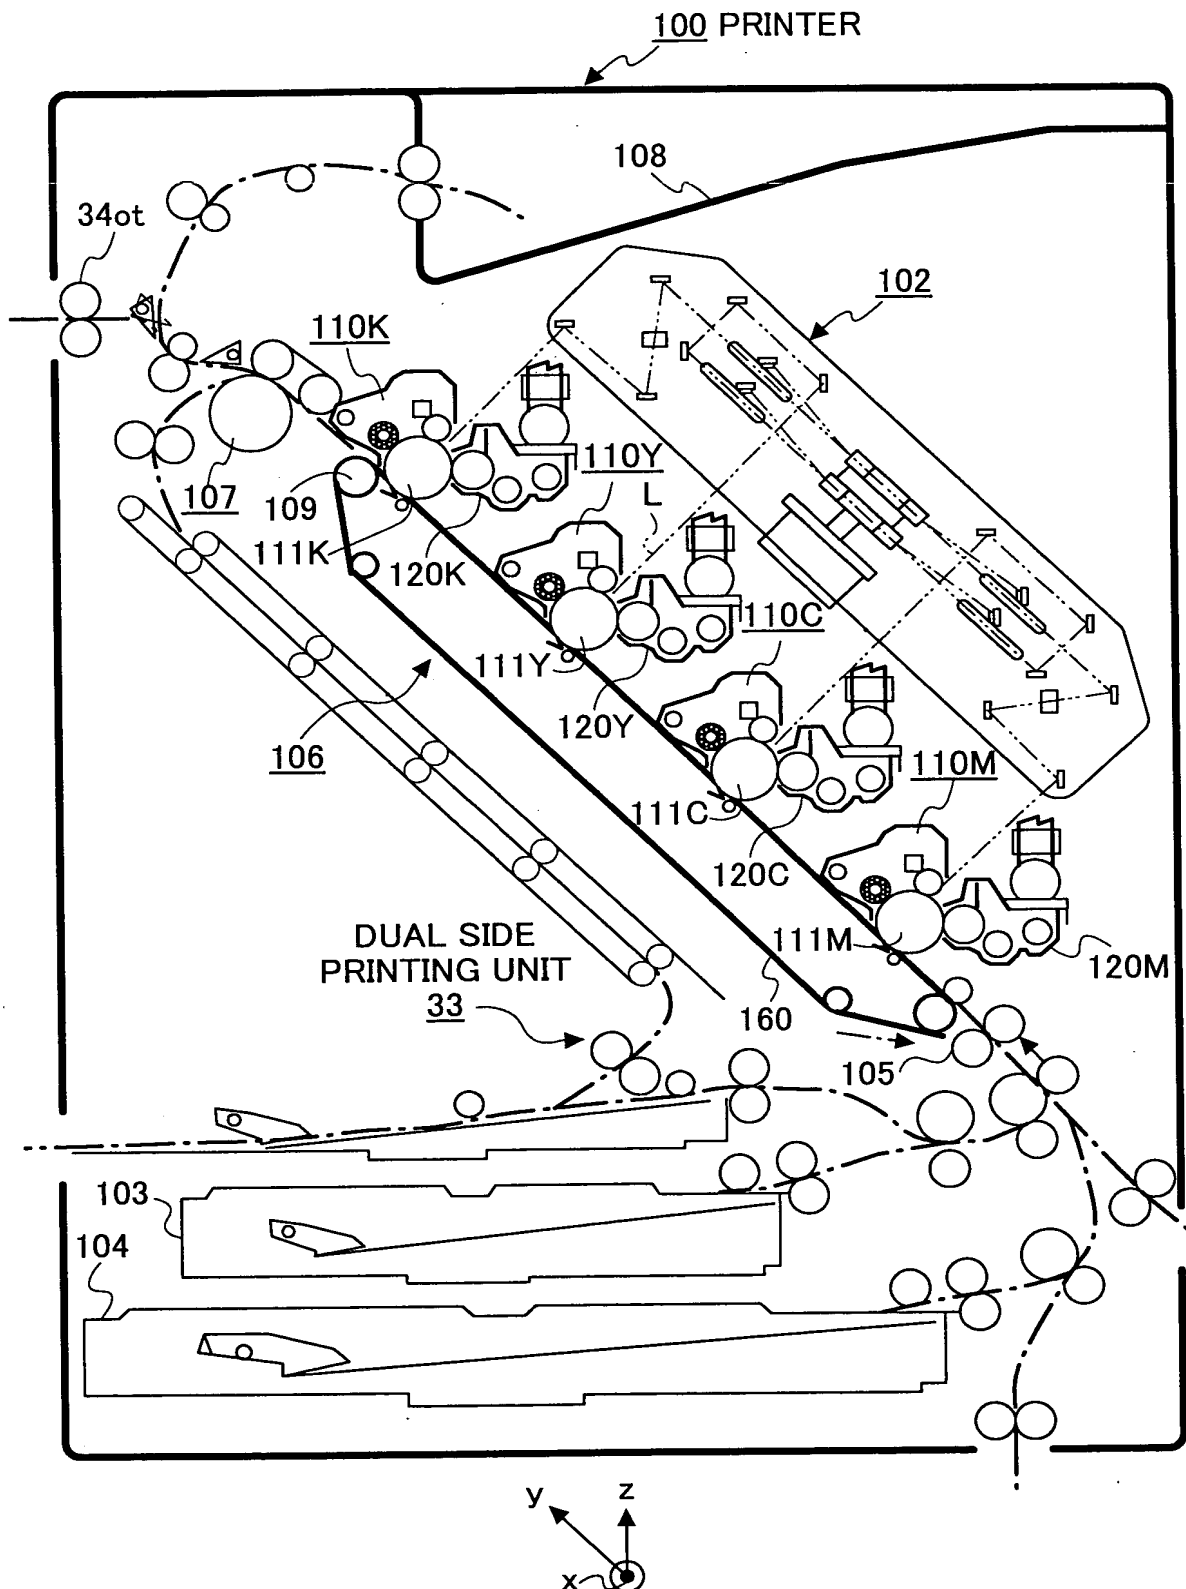 100 PRINTER
108
34ot
102
110K
107
109
110Y
L
111K
120K
110C
111Y
120Y
106
110M
111C
120C
DUAL SIDE
PRINTING UNIT
33
111M
120M
160
105
103
104
y
z
x